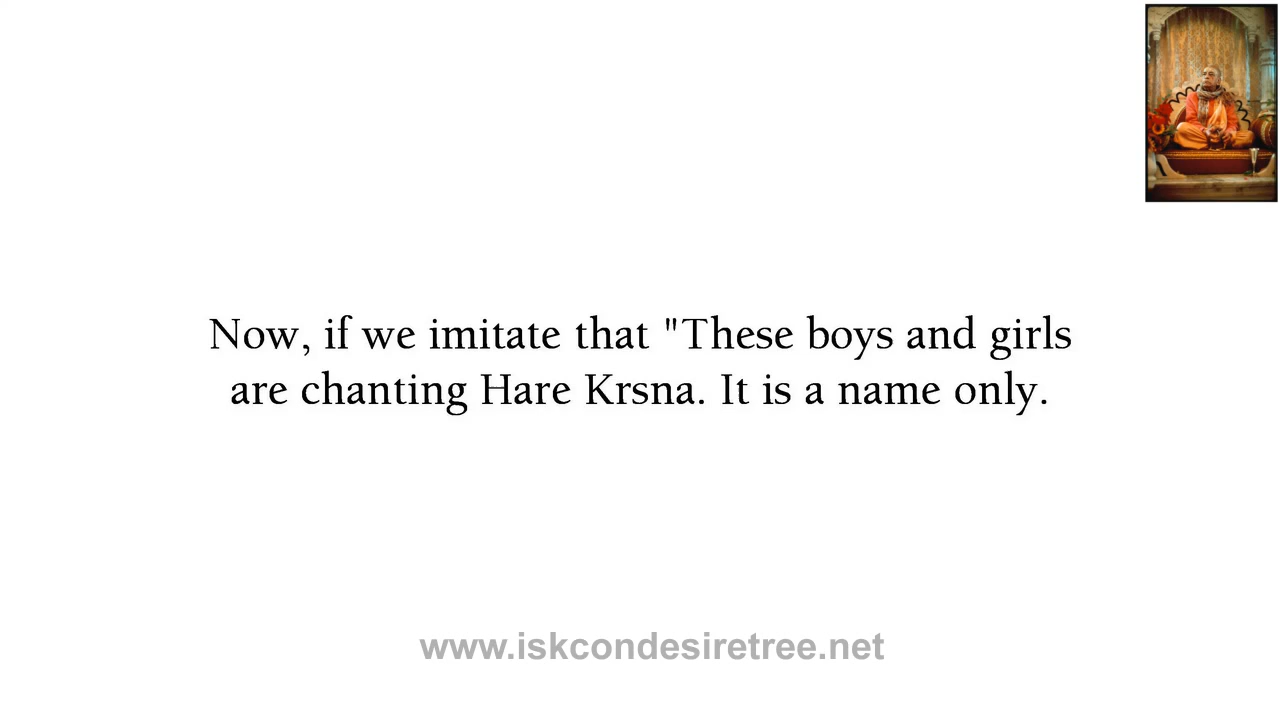 Now, if we imitate that "These boys and girls
are chanting Hare Krsna. It is a name only.
www.iskcondesiretree.net